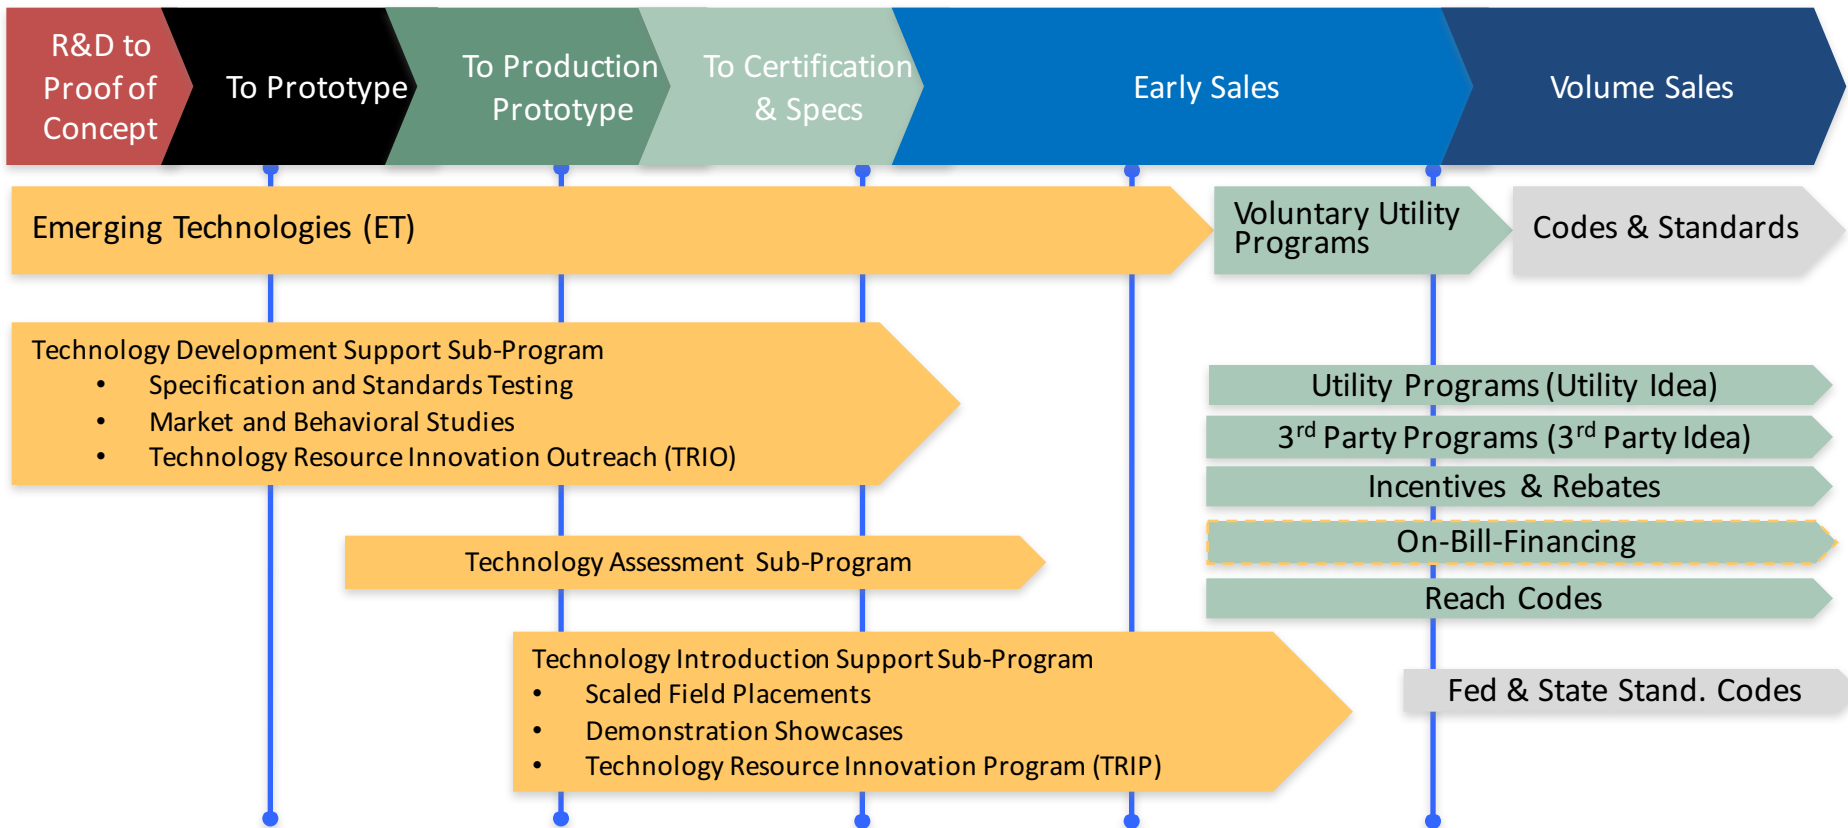 R&D to
Proof of
Concept
To Prototype
To Production
Prototype
To Certification
& Specs
Early Sales
Volume Sales
Emerging Technologies (ET)
Voluntary Utility
Programs
Codes & Standards
Technology Development Support Sub-Program
• Specification and Standards Testing
• Market and Behavioral Studies
• Technology Resource Innovation Outreach (TRIO)
Utility Programs (Utility Idea)
3rd Party Programs (3rd Party Idea)
Incentives & Rebates
On-Bill-Financing
Reach Codes
Technology Assessment Sub-Program
Technology Introduction Support Sub-Program
• Scaled Field Placements
• Demonstration Showcases
• Technology Resource Innovation Program (TRIP)
Fed & State Stand. Codes